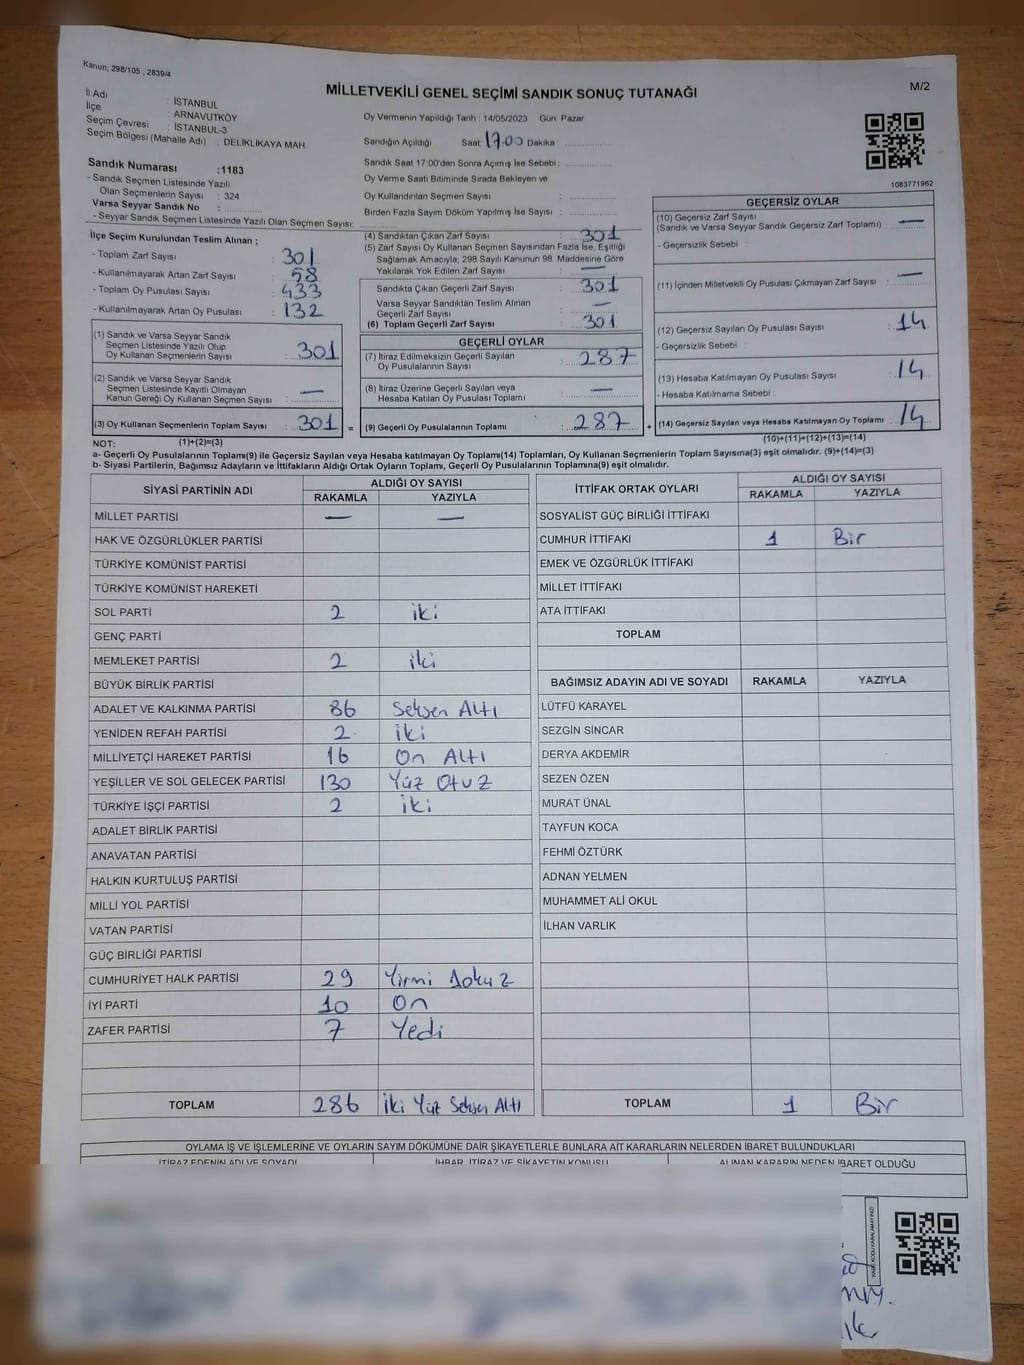 Kanun; 298/105 , 2839/4
MİLLETVEKİLİ GENEL SEÇİMİ SANDIK SONUÇ TUTANAĞI
M/2
İl Adı : İSTANBUL
İlçe : ARNAVUTKÖY
Seçim Çevresi : İSTANBUL-3
Seçim Bölgesi (Mahalle Adı) : DELİKLİKAYA MAH.
Sandık Numarası :1183
- Sandık Seçmen Listesinde Yazılı
Olan Seçmenlerin Sayısı : 324
Varsa Seyyar Sandık No :
- Seyyar Sandık Seçmen Listesinde Yazılı Olan Seçmen Sayısı:
Oy Vermenin Yapıldığı Tarih : 14/05/2023 Gün: Pazar
Sandığın Açıldığı Saat: 17.00 Dakika :
Sandık Saat 17:00'den Sonra Açımış İse Sebebi :
Oy Verme Saati Bitiminde Sırada Bekleyen ve
Oy Kullandırılan Seçmen Sayısı :
Birden Fazla Sayım Döküm Yapılmış İse Sayısı :
1083771962
İlçe Seçim Kurulundan Teslim Alınan ;
- Toplam Zarf Sayısı : 301
- Kullanılmayarak Artan Zarf Sayısı : 58
- Toplam Oy Pusulası Sayısı : 433
- Kullanılmayarak Artan Oy Pusulası : 132
(4) Sandıktan Çıkan Zarf Sayısı : 301
(5) Zarf Sayısı Oy Kullanan Seçmen Sayısından Fazla İse, Eşitliği
Sağlamak Amacıyla; 298 Sayılı Kanunun 98. Maddesine Göre
Yakılarak Yok Edilen Zarf Sayısı : —
Sandıkta Çıkan Geçerli Zarf Sayısı : 301
Varsa Seyyar Sandıktan Teslim Alınan
Geçerli Zarf Sayısı : —
(6) Toplam Geçerli Zarf Sayısı : 301
GEÇERSİZ OYLAR
(10) Geçersiz Zarf Sayısı
(Sandık ve Varsa Seyyar Sandık Geçersiz Zarf Toplamı) : —
- Geçersizlik Sebebi :
(11) İçinden Milletvekili Oy Pusulası Çıkmayan Zarf Sayısı : —
(12) Geçersiz Sayılan Oy Pusulası Sayısı : 14
- Geçersizlik Sebebi :
(13) Hesaba Katılmayan Oy Pusulası Sayısı : 14
- Hesaba Katılmama Sebebi :
(14) Geçersiz Sayılan veya Hesaba Katılmayan Oy Toplamı : 14
(1) Sandık ve Varsa Seyyar Sandık
Seçmen Listesinde Yazılı Olup
Oy Kullanan Seçmenlerin Sayısı : 301
(2) Sandık ve Varsa Seyyar Sandık
Seçmen Listesinde Kayıtlı Olmayan
Kanun Gereği Oy Kullanan Seçmen Sayısı : —
(3) Oy Kullanan Seçmenlerin Toplam Sayısı : 301 =
GEÇERLİ OYLAR
(7) İtiraz Edilmeksizin Geçerli Sayılan
Oy Pusulalarının Sayısı : 287
(8) İtiraz Üzerine Geçerli Sayılan veya
Hesaba Katılan Oy Pusulası Toplamı : —
(9) Geçerli Oy Pusulalarının Toplamı : 287 +
NOT: (1)+(2)=(3)
(10)+(11)+(12)+(13)=(14)
a- Geçerli Oy Pusulalarının Toplamı(9) ile Geçersiz Sayılan veya Hesaba katılmayan Oy Toplamı(14) Toplamları, Oy Kullanan Seçmenlerin Toplam Sayısına(3) eşit olmalıdır. (9)+(14)=(3)
b- Siyasi Partilerin, Bağımsız Adayların ve İttifakların Aldığı Ortak Oyların Toplamı, Geçerli Oy Pusulalarının Toplamına(9) eşit olmalıdır.
SİYASİ PARTİNİN ADI ALDIĞI OY SAYISI
RAKAMLA YAZIYLA
MİLLET PARTİSİ — —
HAK VE ÖZGÜRLÜKLER PARTİSİ
TÜRKİYE KOMÜNİST PARTİSİ
TÜRKİYE KOMÜNİST HAREKETİ
SOL PARTİ 2 iki
GENÇ PARTİ
MEMLEKET PARTİSİ 2 iki
BÜYÜK BİRLİK PARTİSİ
ADALET VE KALKINMA PARTİSİ 86 Seksen Altı
YENİDEN REFAH PARTİSİ 2 iki
MİLLİYETÇİ HAREKET PARTİSİ 16 On Altı
YEŞİLLER VE SOL GELECEK PARTİSİ 130 Yüz Otuz
TÜRKİYE İŞÇİ PARTİSİ 2 iki
ADALET BİRLİK PARTİSİ
ANAVATAN PARTİSİ
HALKIN KURTULUŞ PARTİSİ
MİLLİ YOL PARTİSİ
VATAN PARTİSİ
GÜÇ BİRLİĞİ PARTİSİ
CUMHURİYET HALK PARTİSİ 29 Yirmi dokuz
İYİ PARTİ 10 On
ZAFER PARTİSİ 7 Yedi
TOPLAM 286 İki Yüz Seksen Altı
İTTİFAK ORTAK OYLARI ALDIĞI OY SAYISI
RAKAMLA YAZIYLA
SOSYALİST GÜÇ BİRLİĞİ İTTİFAKI
CUMHUR İTTİFAKI 1 Bir
EMEK VE ÖZGÜRLÜK İTTİFAKI
MİLLET İTTİFAKI
ATA İTTİFAKI
TOPLAM
BAĞIMSIZ ADAYIN ADI VE SOYADI RAKAMLA YAZIYLA
LÜTFÜ KARAYEL
SEZGİN SİNCAR
DERYA AKDEMİR
SEZEN ÖZEN
MURAT ÜNAL
TAYFUN KOCA
FEHMİ ÖZTÜRK
ADNAN YELMEN
MUHAMMET ALİ OKUL
İLHAN VARLIK
TOPLAM 1 Bir
OYLAMA İŞ VE İŞLEMLERİNE VE OYLARIN SAYIM DÖKÜMÜNE DAİR ŞİKAYETLERLE BUNLARA AİT KARARLARIN NELERDEN İBARET BULUNDUKLARI
İTİRAZ EDENİN ADI VE SOYADI İHBAR, İTİRAZ VE ŞİKAYETİN KONUSU ALINAN KARARIN NEDEN İBARET OLDUĞU